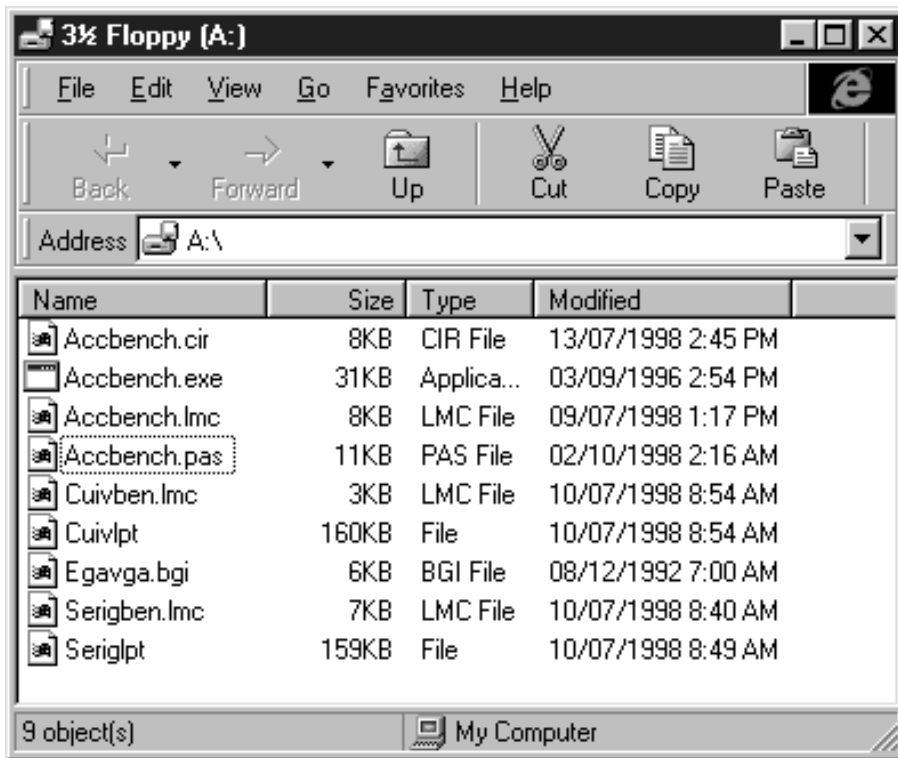 3½ Floppy (A:)
File Edit View Go Favorites Help
Back Forward Up Cut Copy Paste
Address A:\
Name Size Type Modified
Accbench.cir 8KB CIR File 13/07/1998 2:45 PM
Accbench.exe 31KB Applica... 03/09/1996 2:54 PM
Accbench.lmc 8KB LMC File 09/07/1998 1:17 PM
Accbench.pas 11KB PAS File 02/10/1998 2:16 AM
Cuivben.lmc 3KB LMC File 10/07/1998 8:54 AM
Cuivlpt 160KB File 10/07/1998 8:54 AM
Egavga.bgi 6KB BGI File 08/12/1992 7:00 AM
Serigben.lmc 7KB LMC File 10/07/1998 8:40 AM
Seriglpt 159KB File 10/07/1998 8:49 AM
9 object(s) My Computer